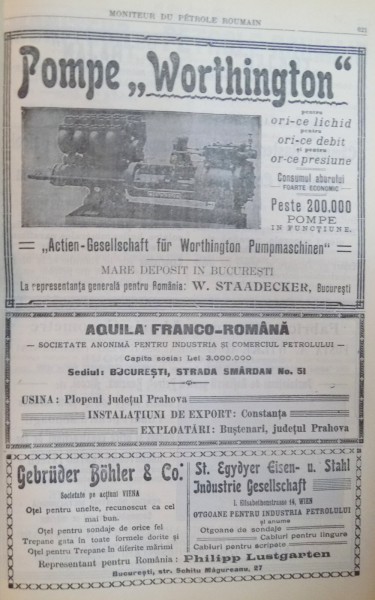 MONITEUR DU PÉTROLE ROUMAIN
Pompe „Worthington“
pentru
ori-ce lichid
pentru
ori-ce debit
și pentru
or-ce presiune
Consumul aburului
FOARTE ECONOMIC
Peste 200.000
POMPE
IN FUNCȚIUNE.
„Actien-Gesellschaft für Worthington Pumpmaschinen“
MARE DEPOSIT IN BUCUREȘTI
La representanța generală pentru România: W. STAADECKER, București
AQUILA FRANCO-ROMÂNĂ
— SOCIETATE ANONIMĂ PENTRU INDUSTRIA ȘI COMERCIUL PETROLULUI —
Capita socia: Lei 3.000.000
Sediul: BUCUREȘTI, STRADA SMÂRDAN No. 51
USINA: Plopeni județul Prahova
INSTALAȚIUNI DE EXPORT: Constanța
EXPLOATĂRI: Buștenari, județul Prahova
Gebrüder Böhler & Co.
Societate pe acțiuni VIENA
Oțel pentru unelte, recunoscut ca cel
mai bun.
Oțel pentru sondaje de orice fel
Trepane gata în toate formele dorite și
Oțel pentru Trepane în diferite mărimi
St. Egydyer Eisen- u. Stahl
Industrie Gesellschaft
I. Elisabethenstrasse 14, WIEN
OTGOANE PENTRU INDUSTRIA PETROLULUI
și anume
Otgoane de sondaje
Cabluri pentru lingura
Cabluri pentru scripete
Representant pentru România: Philipp Lustgarten
București, str. Schitu Măgureanu, 27